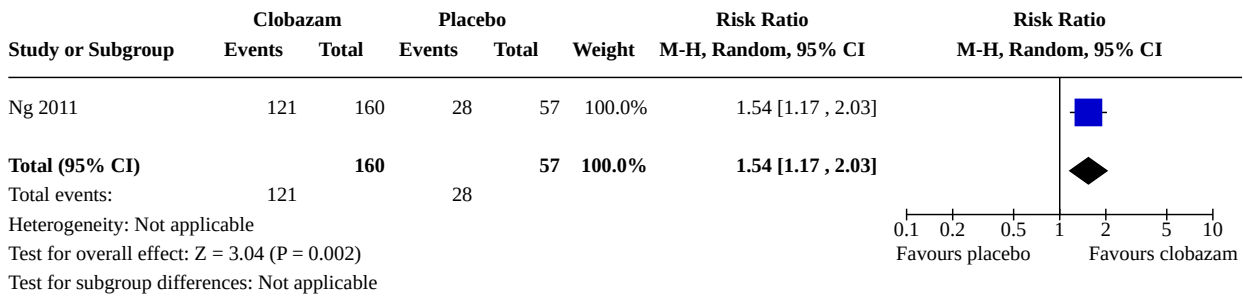 Clobazam Placebo Risk Ratio Risk Ratio
Study or Subgroup Events Total Events Total Weight M-H, Random, 95% CI M-H, Random, 95% CI
Ng 2011 121 160 28 57 100.0% 1.54 [1.17 , 2.03]
Total (95% CI) 160 57 100.0% 1.54 [1.17 , 2.03]
Total events: 121 28
Heterogeneity: Not applicable
0.1 0.2 0.5 1 2 5 10
Test for overall effect: Z = 3.04 (P = 0.002) Favours placebo Favours clobazam
Test for subgroup differences: Not applicable